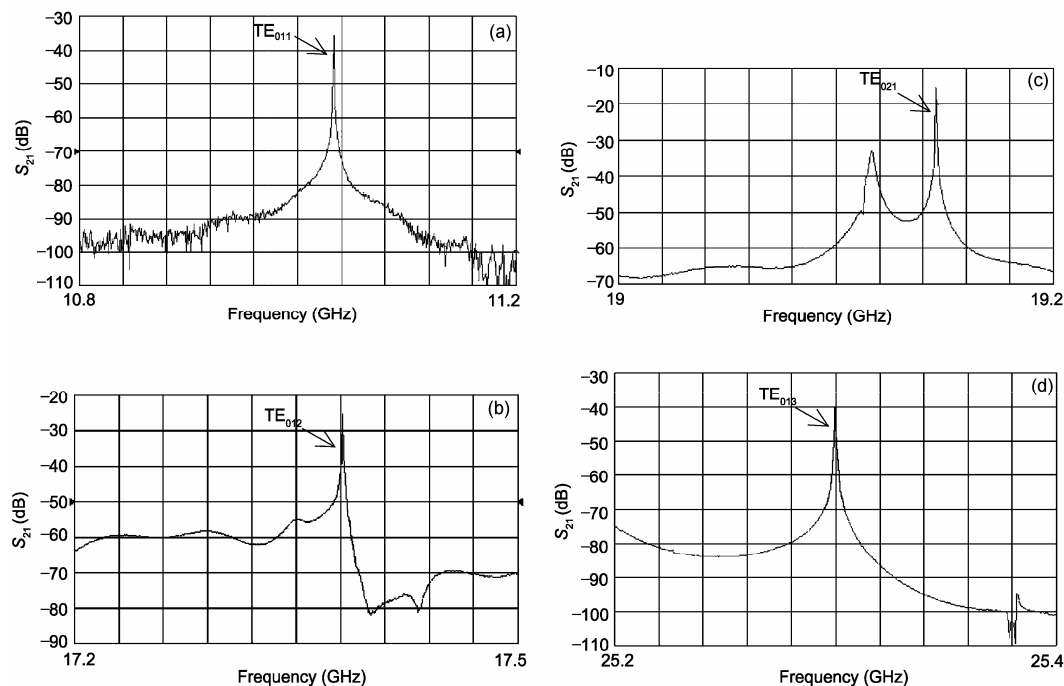 (a)
TE₀₁₁
S₂₁ (dB)
−30
−40
−50
−60
−70
−80
−90
−100
−110
10.8 11.2
Frequency (GHz)
(c)
TE₀₂₁
S₂₁ (dB)
−10
−20
−30
−40
−50
−60
−70
19 19.2
Frequency (GHz)
(b)
TE₀₁₂
S₂₁ (dB)
−20
−30
−40
−50
−60
−70
−80
−90
17.2 17.5
Frequency (GHz)
(d)
TE₀₁₃
S₂₁ (dB)
−30
−40
−50
−60
−70
−80
−90
−100
−110
25.2 25.4
Frequency (GHz)